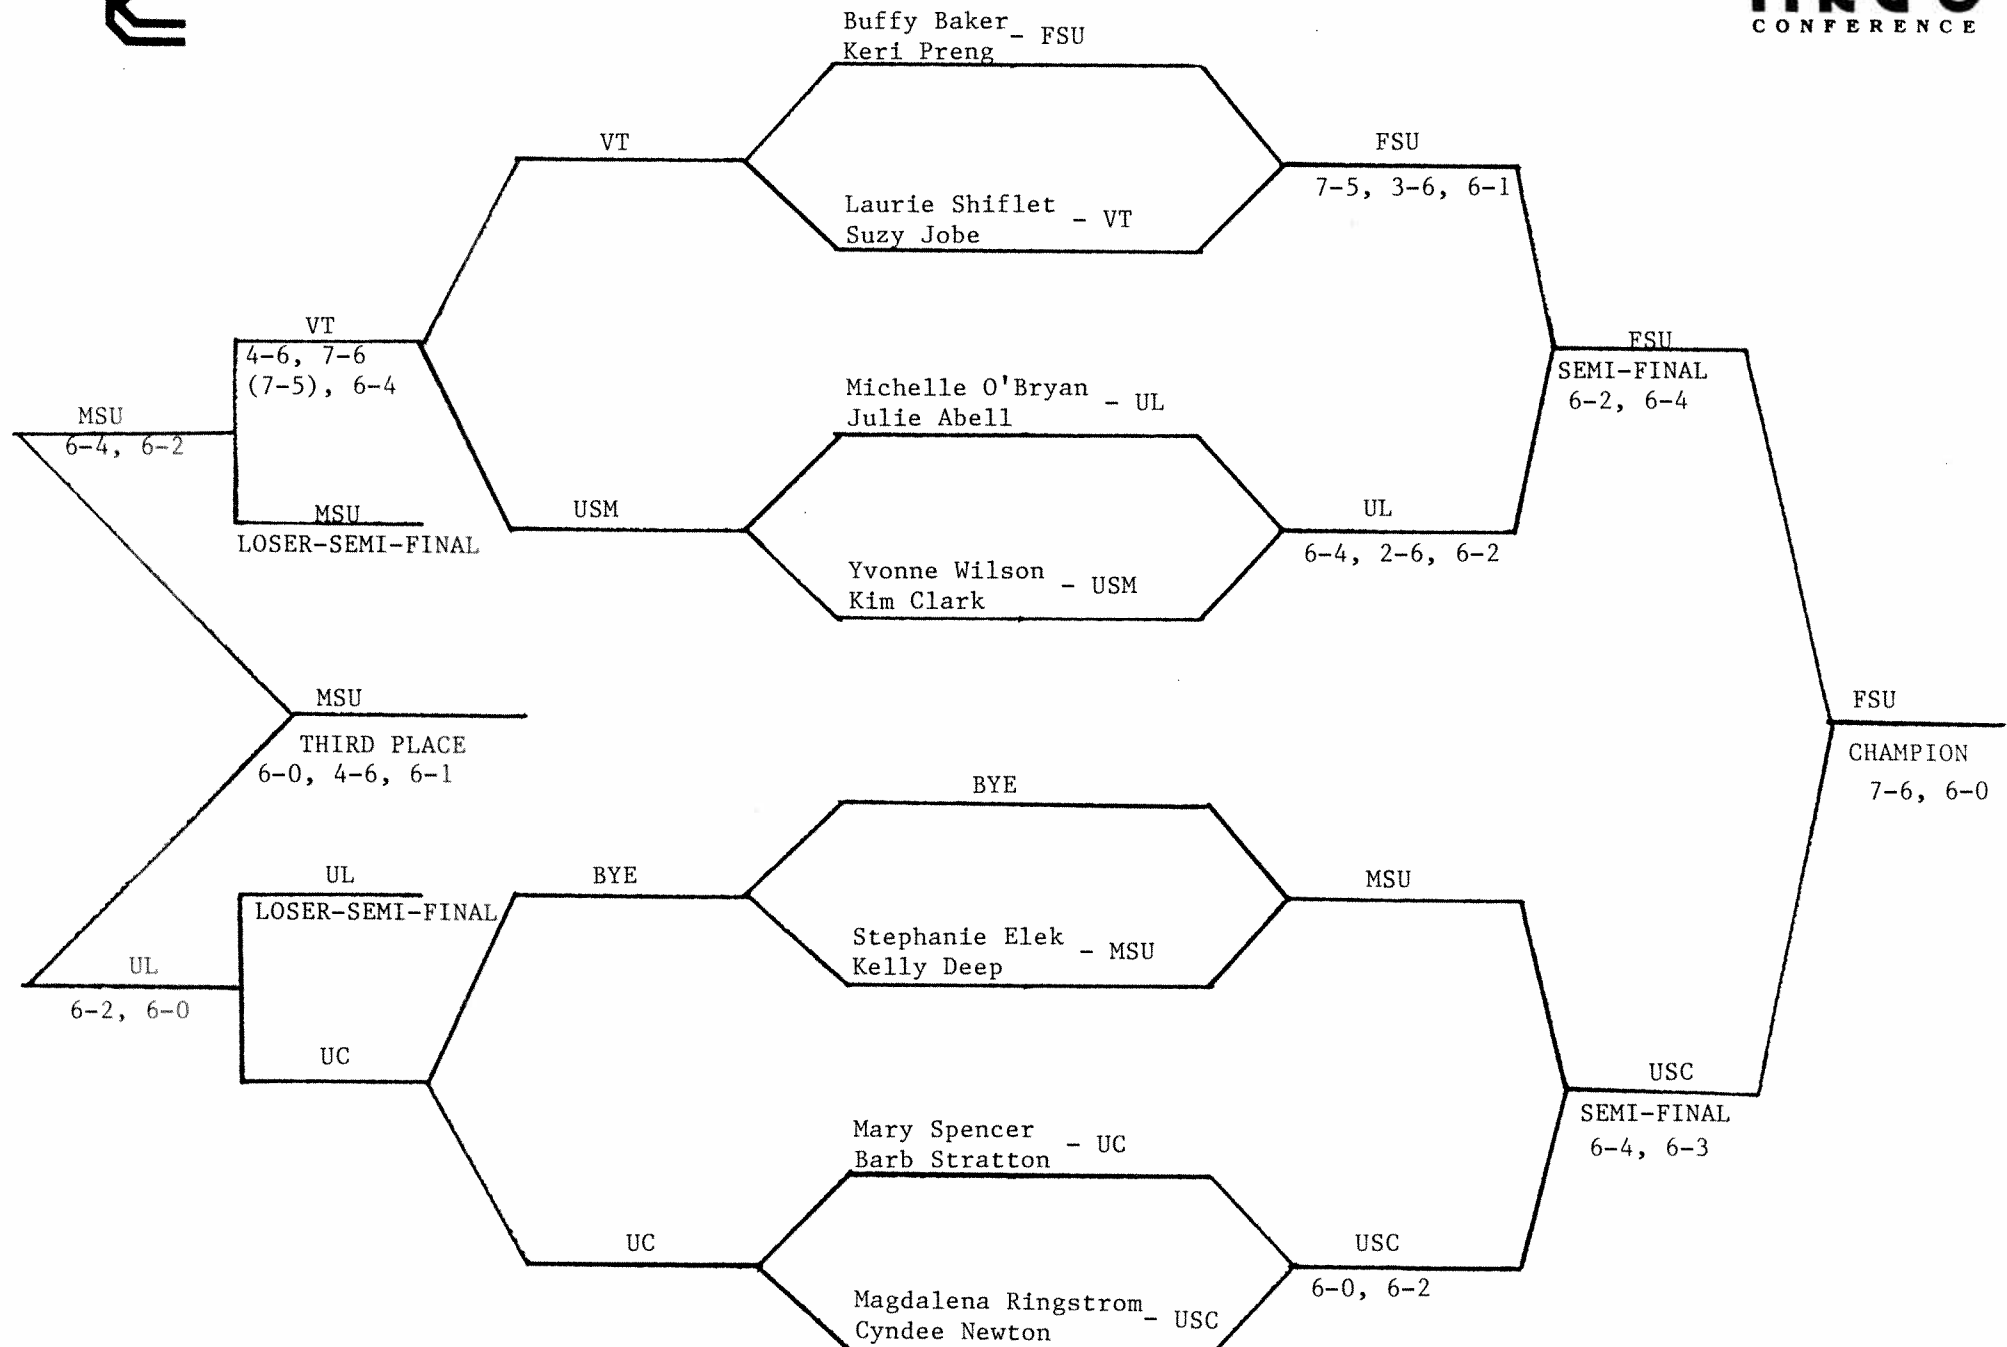 CONFERENCE
Buffy Baker
Keri Preng - FSU
VT
FSU
7-5, 3-6, 6-1
Laurie Shiflet
Suzy Jobe - VT
VT
4-6, 7-6
(7-5), 6-4
FSU
SEMI-FINAL
6-2, 6-4
Michelle O'Bryan
Julie Abell - UL
MSU
6-4, 6-2
USM
UL
6-4, 2-6, 6-2
MSU
LOSER-SEMI-FINAL
Yvonne Wilson
Kim Clark - USM
MSU
THIRD PLACE
6-0, 4-6, 6-1
FSU
CHAMPION
7-6, 6-0
BYE
UL
LOSER-SEMI-FINAL
BYE
MSU
Stephanie Elek
Kelly Deep - MSU
UL
6-2, 6-0
UC
USC
SEMI-FINAL
6-4, 6-3
Mary Spencer
Barb Stratton - UC
UC
USC
6-0, 6-2
Magdalena Ringstrom
Cyndee Newton - USC